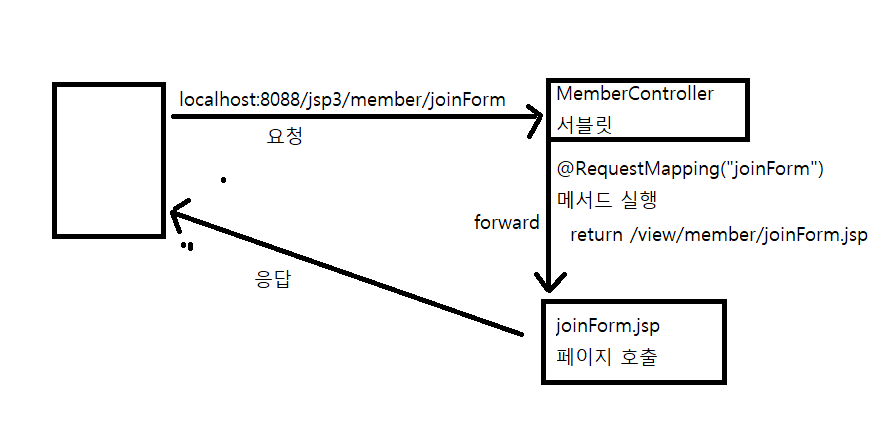 localhost:8088/jsp3/member/joinForm
요청
MemberController
서블릿
@RequestMapping("joinForm")
메서드 실행
forward
return /view/member/joinForm.jsp
응답
joinForm.jsp
페이지 호출